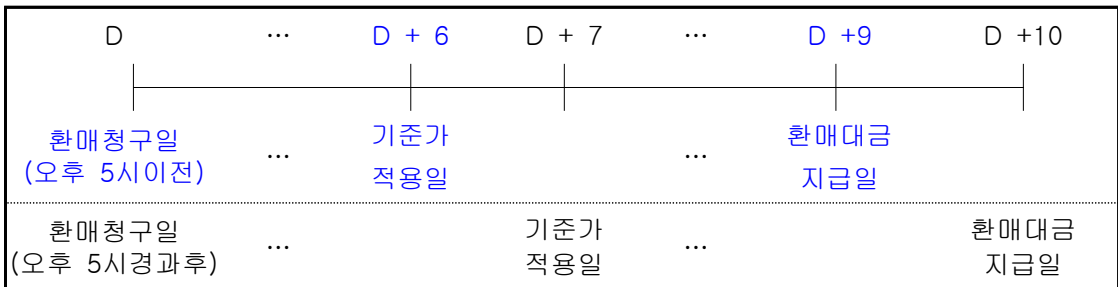 D … D + 6 D + 7 … D +9 D +10
환매청구일 … 기준가 … 환매대금
(오후 5시이전) 적용일 지급일
환매청구일 … 기준가 … 환매대금
(오후 5시경과후) 적용일 지급일